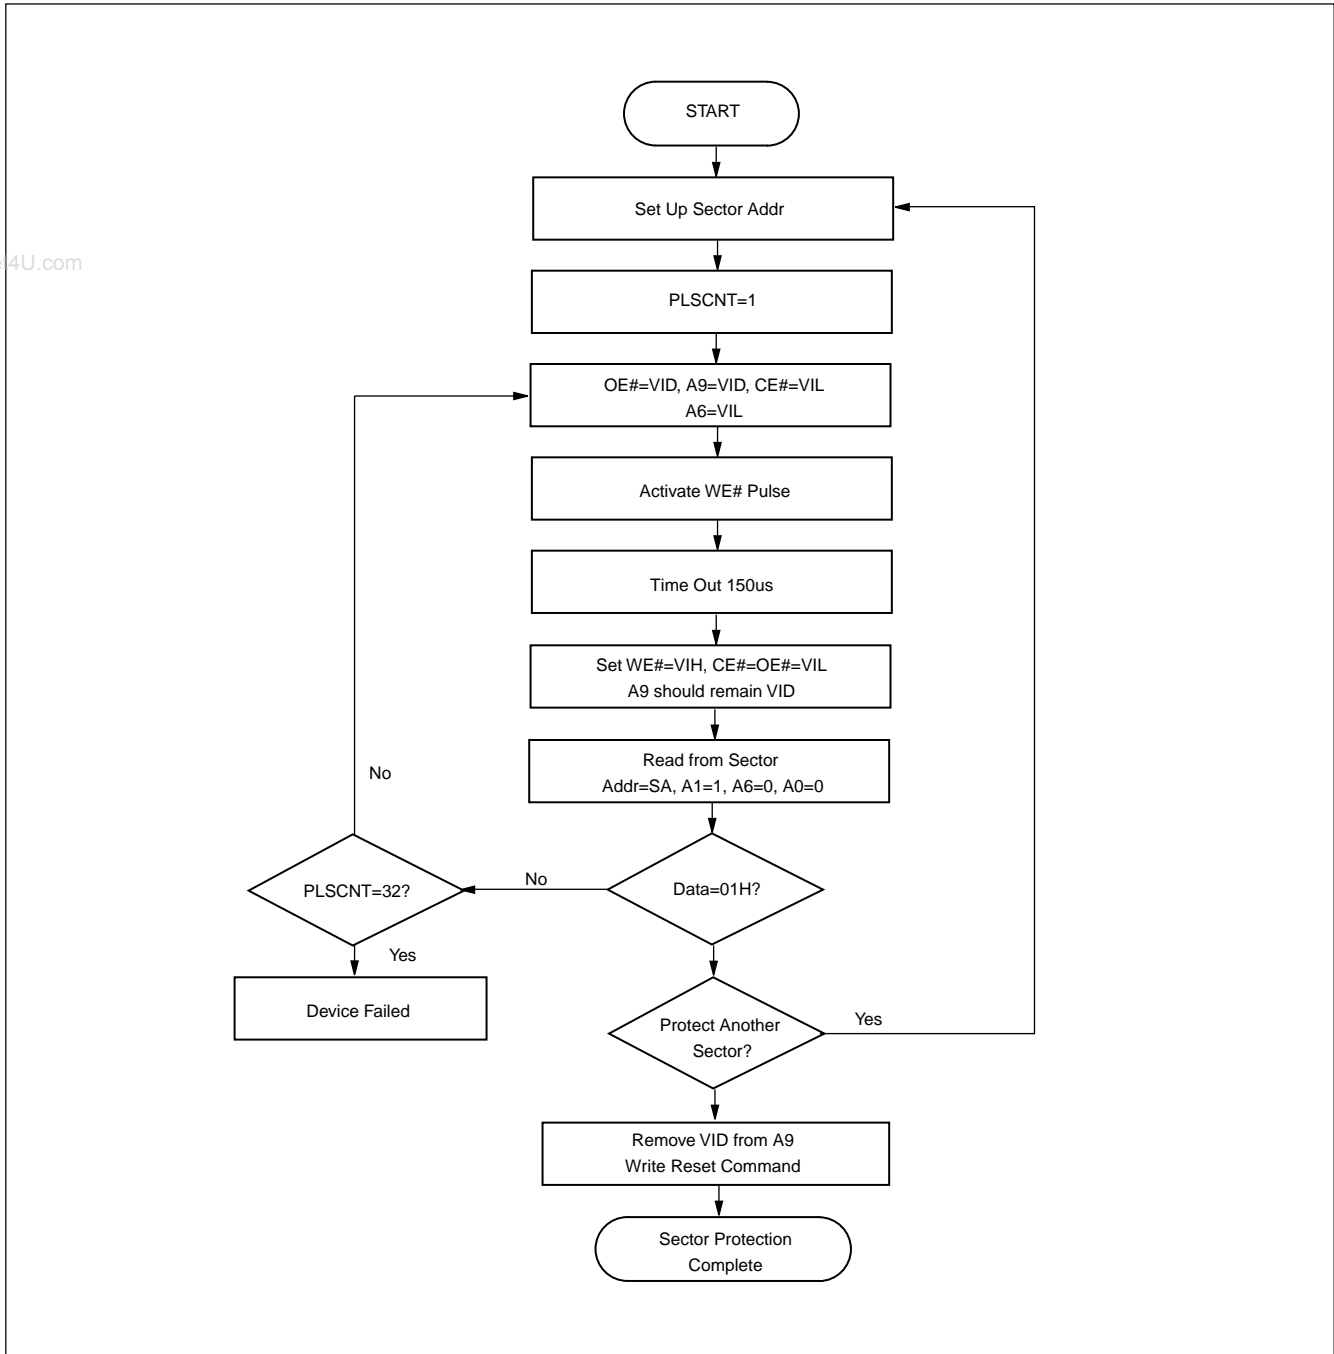 START
Set Up Sector Addr
4U.com
PLSCNT=1
OE#=VID, A9=VID, CE#=VIL
A6=VIL
Activate WE# Pulse
Time Out 150us
Set WE#=VIH, CE#=OE#=VIL
A9 should remain VID
Read from Sector
Addr=SA, A1=1, A6=0, A0=0
No
PLSCNT=32?
No
Data=01H?
Yes
Device Failed
Protect Another
Sector?
Yes
Remove VID from A9
Write Reset Command
Sector Protection
Complete